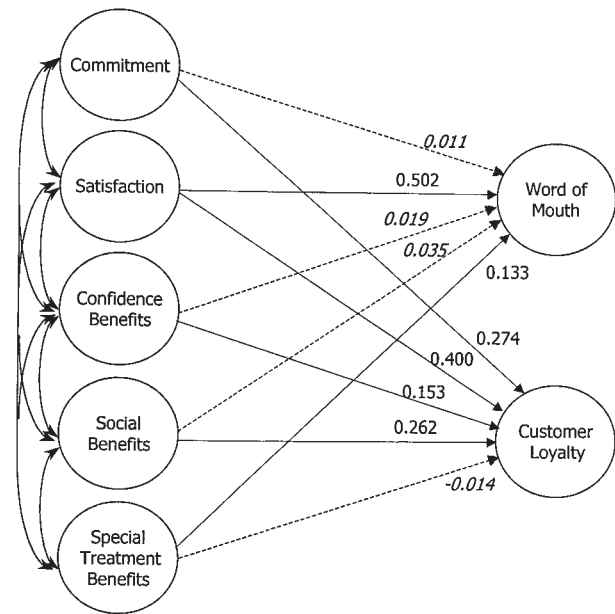 Commitment
0.011
Word of
Mouth
Satisfaction
0.502
0.019
0.035
0.133
Confidence
Benefits
0.274
0.400
0.153
Social
Benefits
0.262
Customer
Loyalty
-0.014
Special
Treatment
Benefits